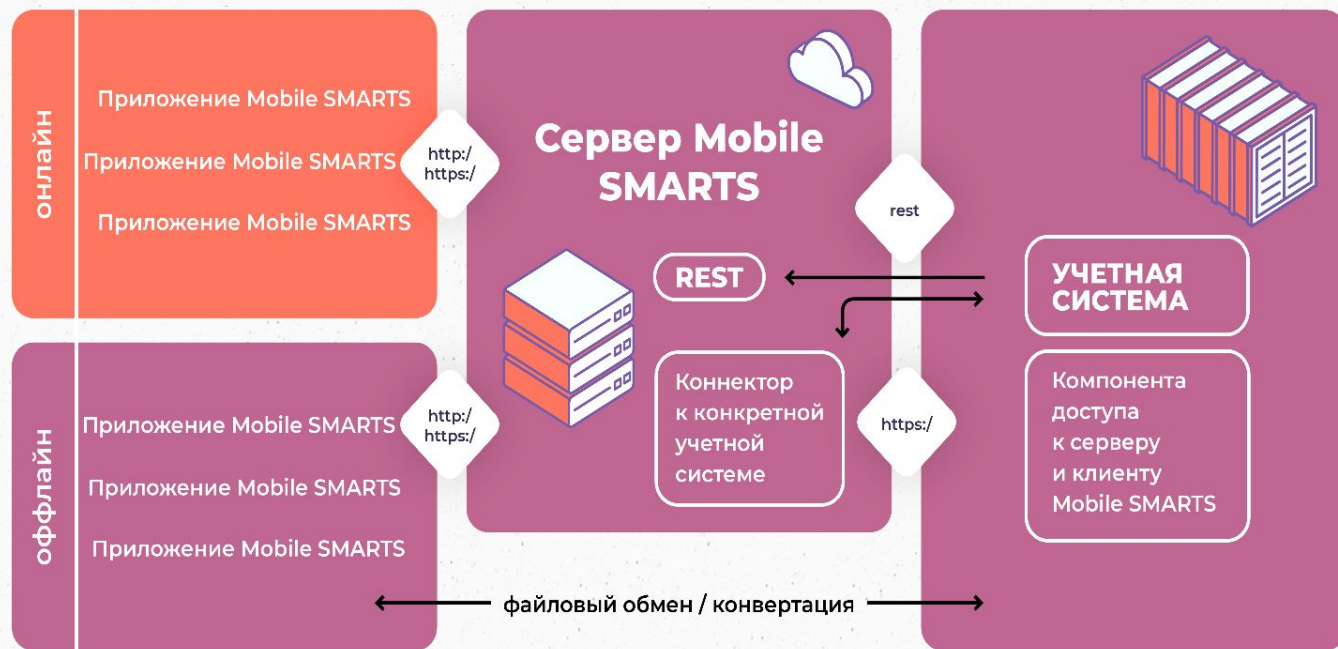 онлайн
Приложение Mobile SMARTS
Приложение Mobile SMARTS
Приложение Mobile SMARTS
http:/
https:/
оффлайн
Приложение Mobile SMARTS
Приложение Mobile SMARTS
Приложение Mobile SMARTS
http:/
https:/
Сервер Mobile
SMARTS
REST
Коннектор
к конкретной
учетной
системе
rest
https:/
УЧЕТНАЯ
СИСТЕМА
Компонента
доступа
к серверу
и клиенту
Mobile SMARTS
файловый обмен / конвертация